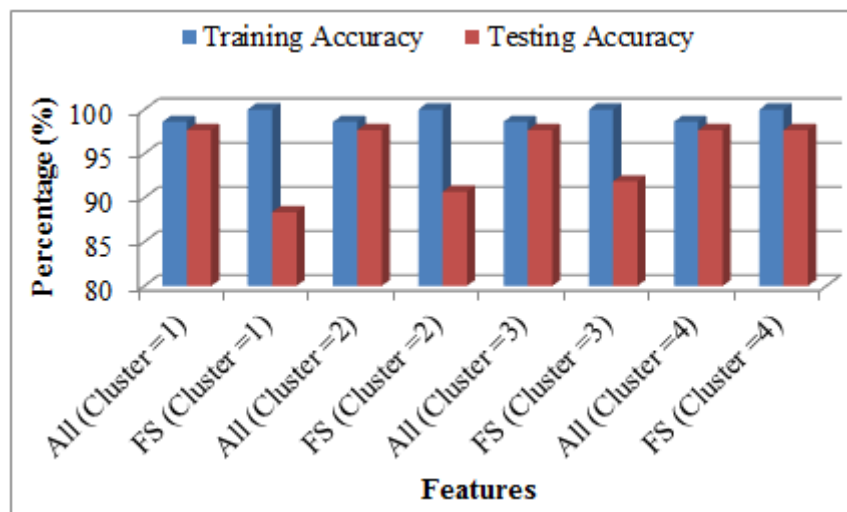 Training Accuracy Testing Accuracy
Percentage (%)
100
95
90
85
80
All (Cluster =1)
FS (Cluster =1)
All (Cluster =2)
FS (Cluster =2)
All (Cluster =3)
FS (Cluster =3)
All (Cluster =4)
FS (Cluster =4)
Features